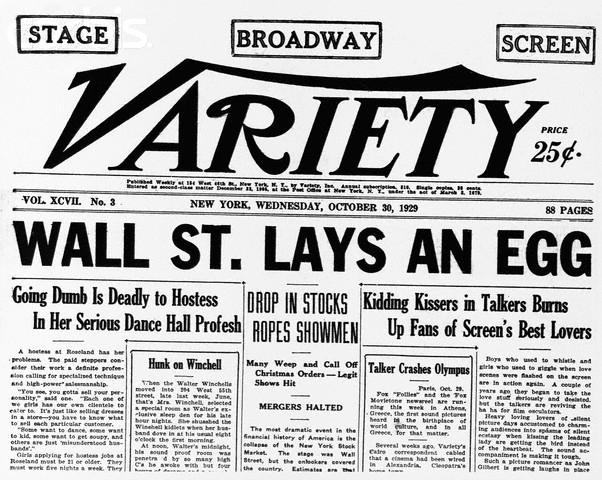 STAGE
BROADWAY
SCREEN
VARIETY
PRICE
25¢.
Published Weekly at 154 West 46th St., New York, N. Y., by Variety, Inc. Annual subscription, $10. Single copies, 25 cents.
Entered as second-class matter December 22, 1905, at the Post Office at New York, N. Y., under the act of March 3, 1879.
VOL. XCVII. No. 3
NEW YORK, WEDNESDAY, OCTOBER 30, 1929
88 PAGES
WALL ST. LAYS AN EGG
Going Dumb Is Deadly to Hostess
In Her Serious Dance Hall Profesh
A hostess at Roseland has her
problems. The paid steppers con-
sider their work a definite profes-
sion calling for specialized technique
and high-power salesmanship.
"You see, you gotta sell your per-
sonality," said one. "Each one of
we girls has our own clientele to
cater to. It's just like selling dresses
in a store—you have to know what
to sell each particular customer.
"Some want to dance, some want
to kid, some want to get soupy, and
others are just 'misunderstood hus-
bands'."
Girls applying for hostess jobs at
Roseland must be 21 or older. They
must work five nights a week. They
Hunk on Winchell
When the Walter Winchells
moved into 204 West 55th
street, late last week, June,
that's Mrs. Winchell, selected
a special room as Walter's ex-
clusive sleep den for his late
hour nights. She shushed the
Winchell kidlets when her hus-
band dove in at his usual eight
o'clock the first morning.
At noon, Walter's midnight,
his sound proof room was
penetrated by so many high
C's he awoke with but four
DROP IN STOCKS
ROPES SHOWMEN
Many Weep and Call Off
Christmas Orders — Legit
Shows Hit
MERGERS HALTED
The most dramatic event in the
financial history of America is the
collapse of the New York Stock
Market. The stage was Wall
Street, but the onlookers covered
the country. Estimates are that
Kidding Kissers in Talkers Burns
Up Fans of Screen's Best Lovers
Talker Crashes Olympus
Paris, Oct. 29.
Fox "Follies" and the Fox
Movietone newsreel are run-
ning this week in Athens,
Greece, the first sound pictures
heard in the birthplace of
world culture, and in all
Greece, for that matter.
Several weeks ago, Variety's
Cairo correspondent cabled
that a cinema had been wired
in Alexandria, Cleopatra's
Boys who used to whistle and
girls who used to giggle when love
scenes were flashed on the screen
are in action again. A couple of
years ago they began to take the
love stuff seriously and desisted,
but the talkers are reviving the
ha ha for film osculators.
Heavy loving lovers of silent
picture days accustomed to charm-
ing audiences into spasms of silent
ecstasy when kissing the leading
lady are getting the bird instead
of the heartbeat. The sound ac-
companiment is making it tough.
Such a picture romancer as John
Gilbert is getting laughs in place